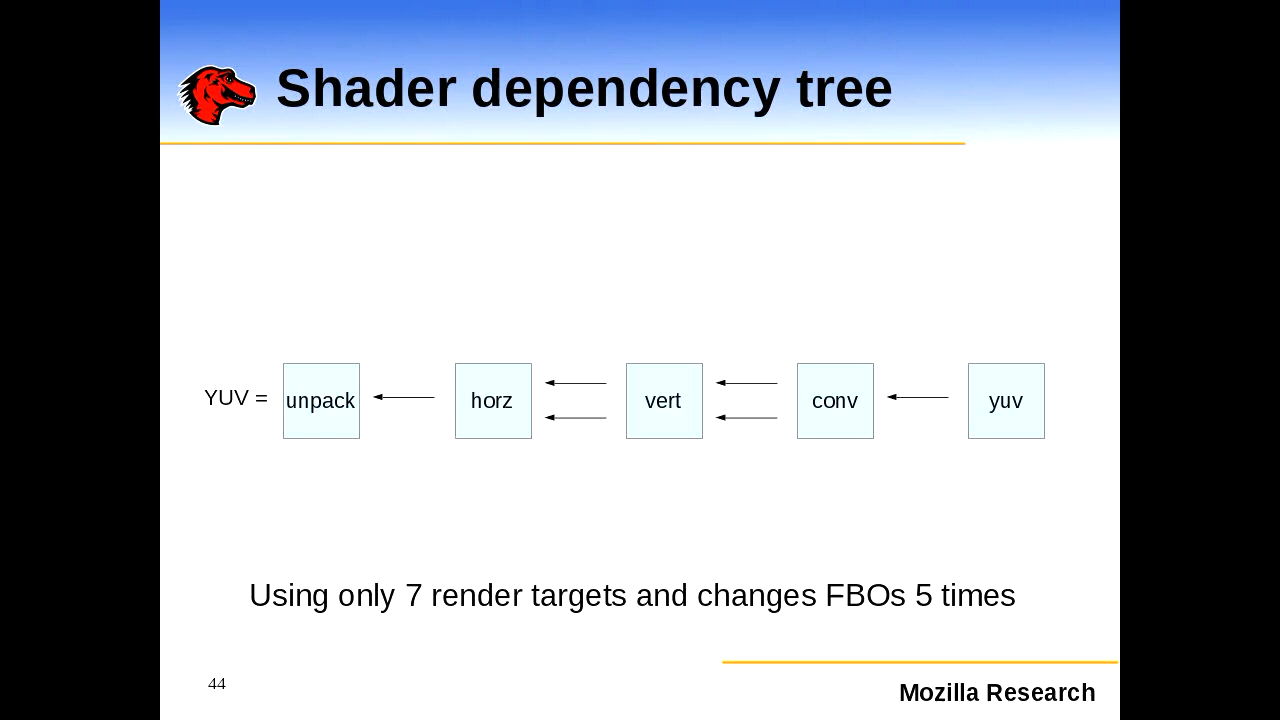 Shader dependency tree
YUV = unpack horz vert conv yuv
Using only 7 render targets and changes FBOs 5 times
44
Mozilla Research